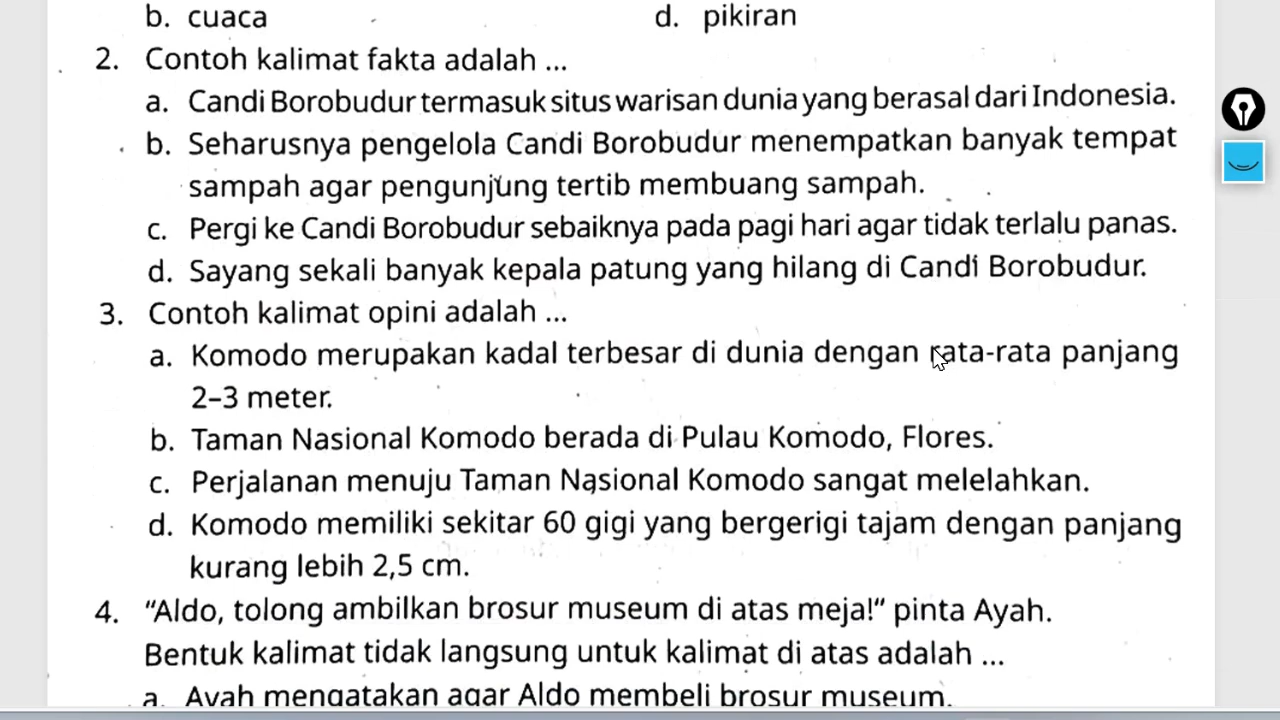 b. cuaca d. pikiran
2. Contoh kalimat fakta adalah ...
a. Candi Borobudur termasuk situs warisan dunia yang berasal dari Indonesia.
b. Seharusnya pengelola Candi Borobudur menempatkan banyak tempat
sampah agar pengunjung tertib membuang sampah.
c. Pergi ke Candi Borobudur sebaiknya pada pagi hari agar tidak terlalu panas.
d. Sayang sekali banyak kepala patung yang hilang di Candi Borobudur.
3. Contoh kalimat opini adalah ...
a. Komodo merupakan kadal terbesar di dunia dengan rata-rata panjang
2–3 meter.
b. Taman Nasional Komodo berada di Pulau Komodo, Flores.
c. Perjalanan menuju Taman Nasional Komodo sangat melelahkan.
d. Komodo memiliki sekitar 60 gigi yang bergerigi tajam dengan panjang
kurang lebih 2,5 cm.
4. "Aldo, tolong ambilkan brosur museum di atas meja!" pinta Ayah.
Bentuk kalimat tidak langsung untuk kalimat di atas adalah ...
a. Ayah mengatakan agar Aldo membeli brosur museum.